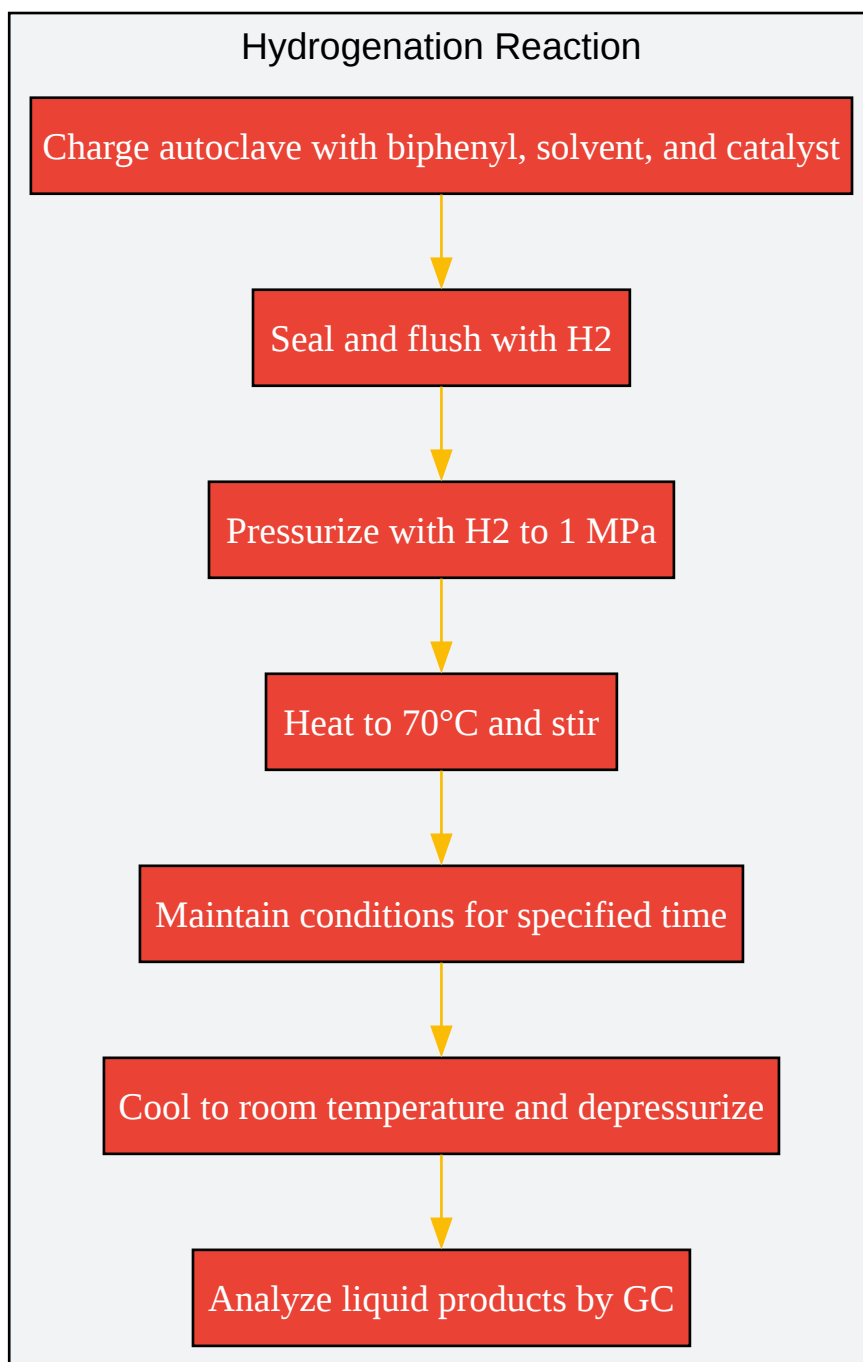 Hydrogenation Reaction
Charge autoclave with biphenyl, solvent, and catalyst
Seal and flush with H2
Pressurize with H2 to 1 MPa
Heat to 70°C and stir
Maintain conditions for specified time
Cool to room temperature and depressurize
Analyze liquid products by GC